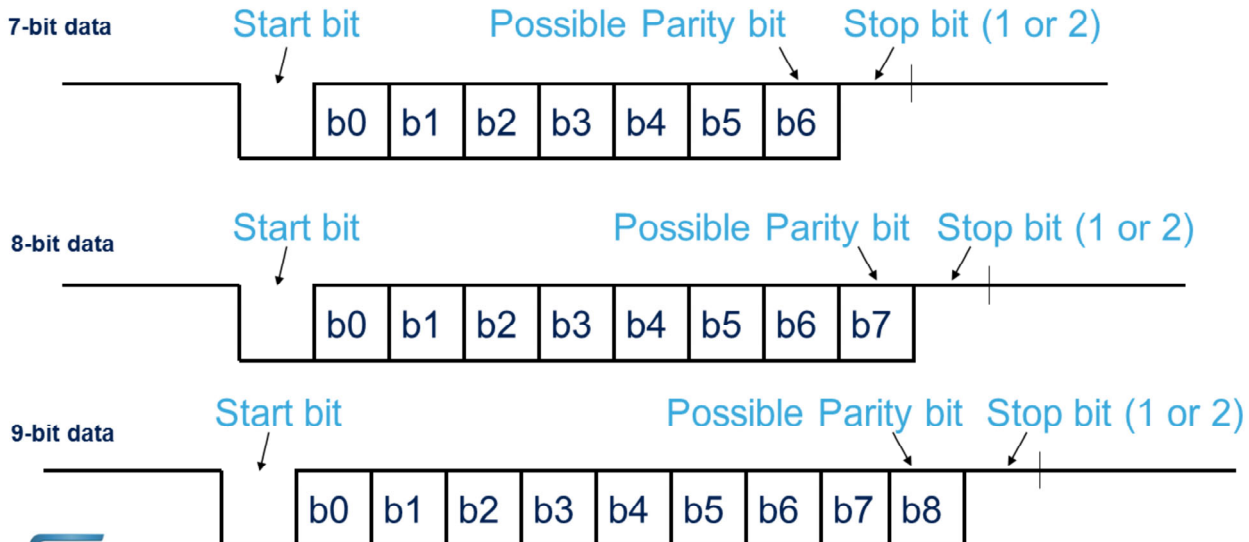 7-bit data Start bit Possible Parity bit Stop bit (1 or 2)
b0 b1 b2 b3 b4 b5 b6
8-bit data Start bit Possible Parity bit Stop bit (1 or 2)
b0 b1 b2 b3 b4 b5 b6 b7
9-bit data Start bit Possible Parity bit Stop bit (1 or 2)
b0 b1 b2 b3 b4 b5 b6 b7 b8